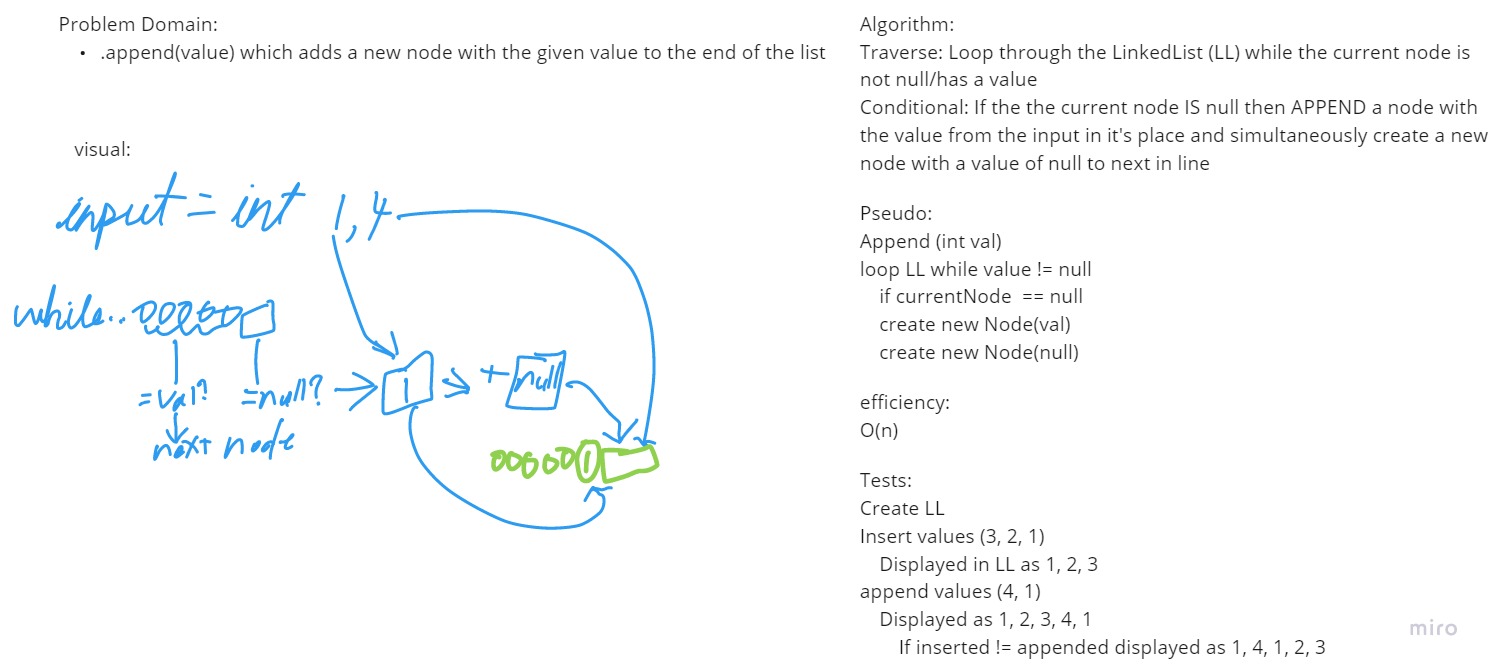 Problem Domain:
• .append(value) which adds a new node with the given value to the end of the list
visual:
input = int 1,4
while.. 00000
=val? =null? → 1 → + null
next node
000001
Algorithm:
Traverse: Loop through the LinkedList (LL) while the current node is
not null/has a value
Conditional: If the the current node IS null then APPEND a node with
the value from the input in it's place and simultaneously create a new
node with a value of null to next in line
Pseudo:
Append (int val)
loop LL while value != null
if currentNode == null
create new Node(val)
create new Node(null)
efficiency:
O(n)
Tests:
Create LL
Insert values (3, 2, 1)
Displayed in LL as 1, 2, 3
append values (4, 1)
Displayed as 1, 2, 3, 4, 1
If inserted != appended displayed as 1, 4, 1, 2, 3
miro